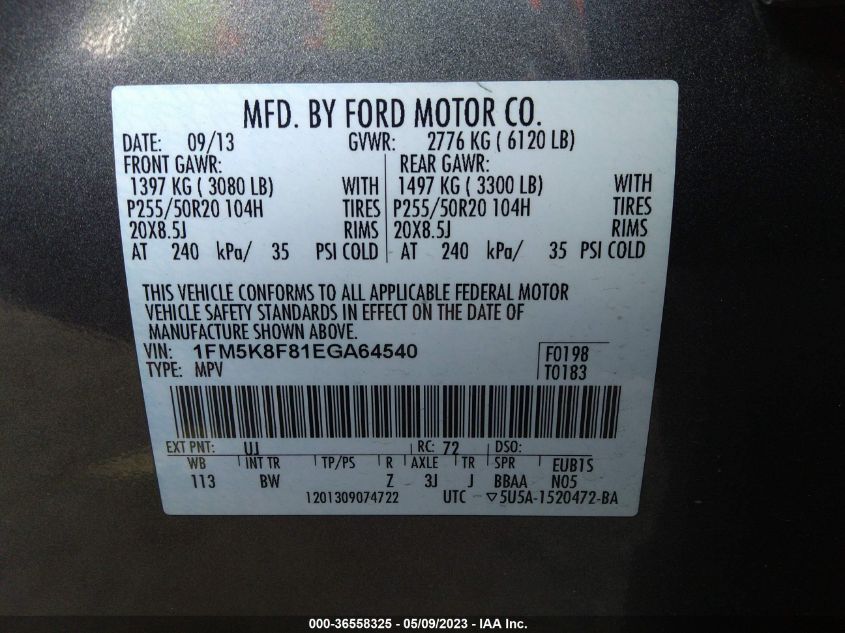 MFD. BY FORD MOTOR CO.
DATE: 09/13 GVWR: 2776 KG ( 6120 LB)
FRONT GAWR: REAR GAWR:
1397 KG ( 3080 LB) WITH 1497 KG ( 3300 LB) WITH
P255/50R20 104H TIRES P255/50R20 104H TIRES
20X8.5J RIMS 20X8.5J RIMS
AT 240 kPa/ 35 PSI COLD AT 240 kPa/ 35 PSI COLD
THIS VEHICLE CONFORMS TO ALL APPLICABLE FEDERAL MOTOR
VEHICLE SAFETY STANDARDS IN EFFECT ON THE DATE OF
MANUFACTURE SHOWN ABOVE.
VIN: 1FM5K8F81EGA64540 F0198
TYPE: MPV T0183
EXT PNT: UJ RC: 72 DSO:
WB INT TR TP/PS R AXLE TR SPR EUB1S
113 BW Z 3J J BBAA N05
1201309074722 UTC ▽5U5A-1520472-BA
000-36558325 - 05/09/2023 - IAA Inc.